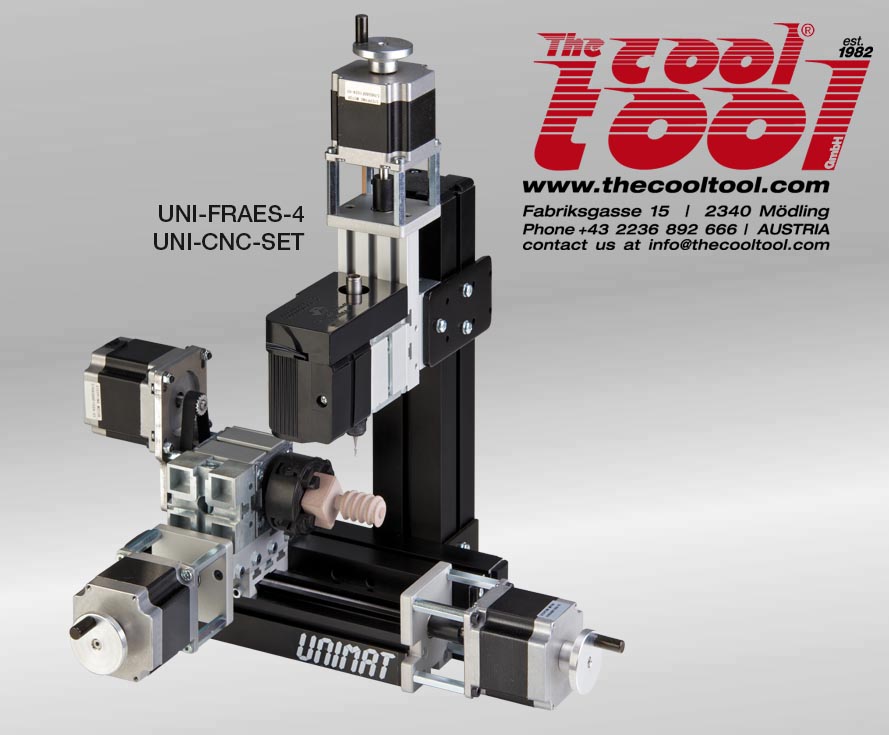 The cool tool® GmbH
est. 1982
www.thecooltool.com
Fabriksgasse 15 | 2340 Mödling
Phone +43 2236 892 666 | AUSTRIA
contact us at info@thecooltool.com
UNI-FRAES-4
UNI-CNC-SET
UNIMAT